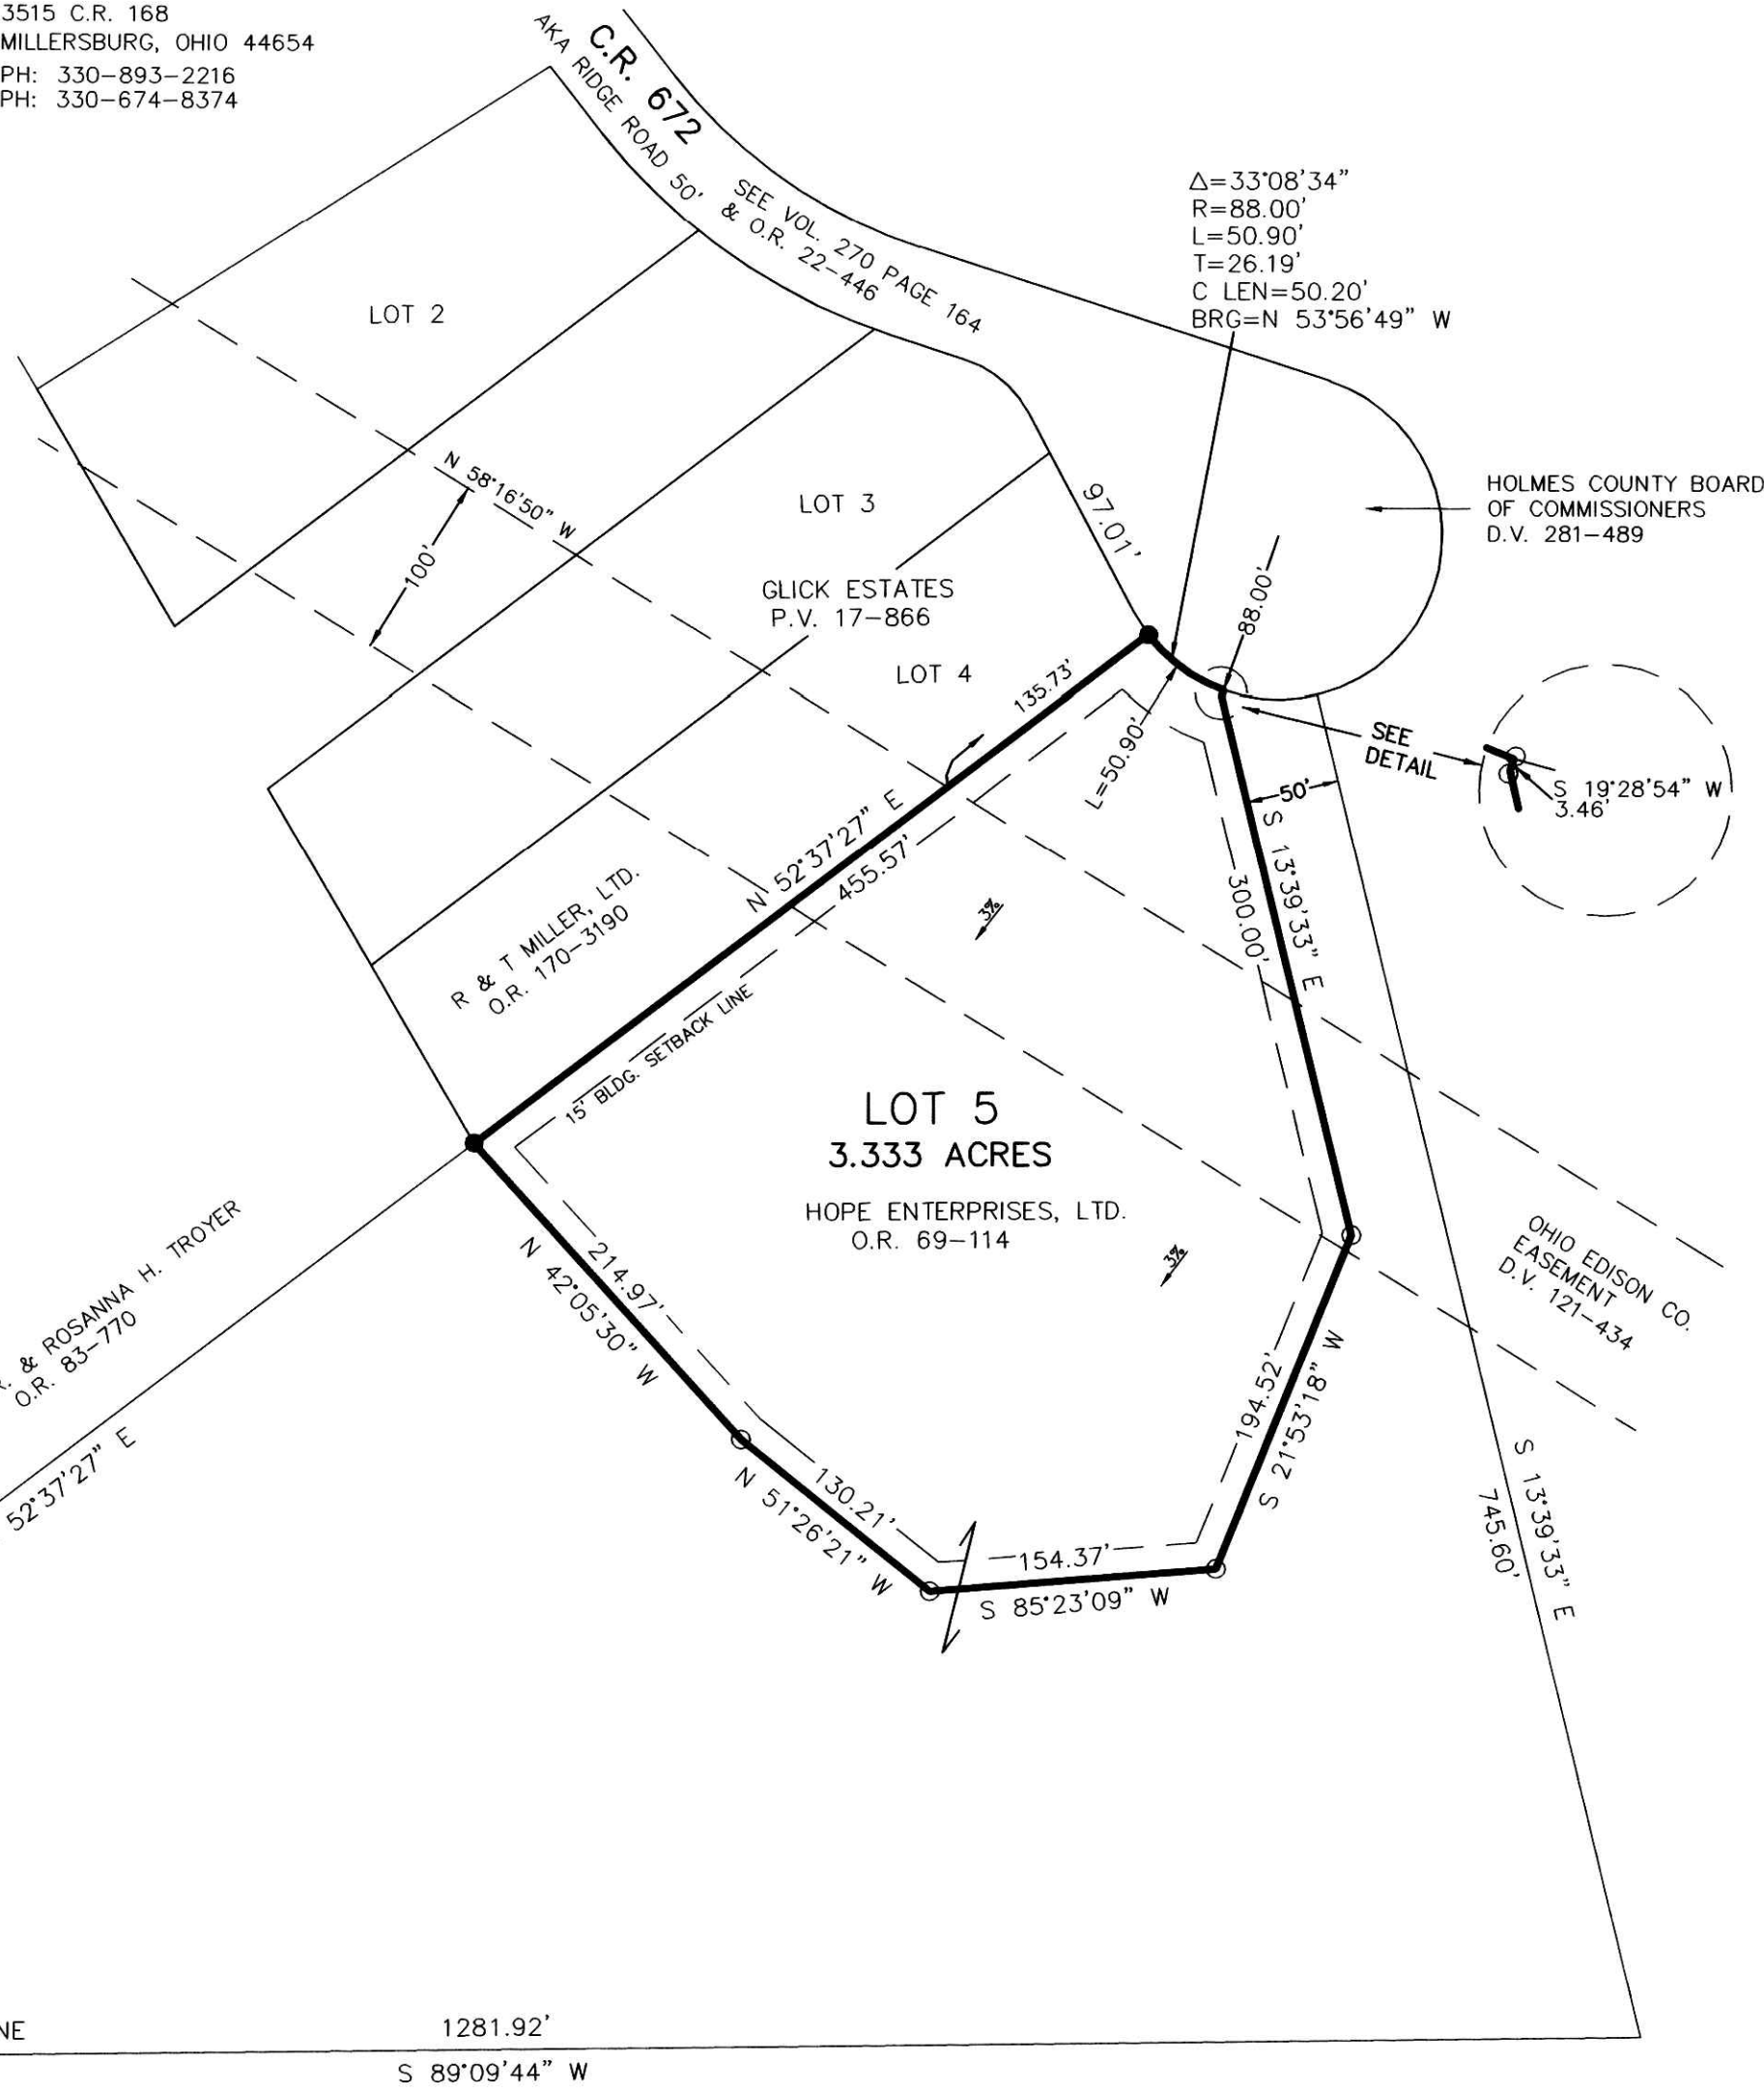 3515 C.R. 168
MILLERSBURG, OHIO 44654
PH: 330-893-2216
PH: 330-674-8374
C.R. 672
AKA RIDGE ROAD 50'
SEE VOL. 270 PAGE 164
& O.R. 22-446
Δ=33°08'34"
R=88.00'
L=50.90'
T=26.19'
C LEN=50.20'
BRG=N 53°56'49" W
LOT 2
N 58°16'50" W
100'
LOT 3
97.01'
HOLMES COUNTY BOARD
OF COMMISSIONERS
D.V. 281-489
GLICK ESTATES
P.V. 17-866
88.00'
LOT 4
135.73'
L=50.90'
SEE
DETAIL
S 19°28'54" W
3.46'
50'
N 52°37'27" E
455.57'
S 13°39'33" E
300.00'
3%
R & T MILLER, LTD.
O.R. 170-3190
15' BLDG. SETBACK LINE
LOT 5
3.333 ACRES
HOPE ENTERPRISES, LTD.
O.R. 69-114
3%
OHIO EDISON CO.
EASEMENT
D.V. 121-434
& ROSANNA H. TROYER
O.R. 83-770
52°37'27" E
214.97'
N 42°05'30" W
194.52'
S 21°53'18" W
130.21'
N 51°26'21" W
154.37'
S 85°23'09" W
S 13°39'33" E
745.60'
NE
1281.92'
S 89°09'44" W